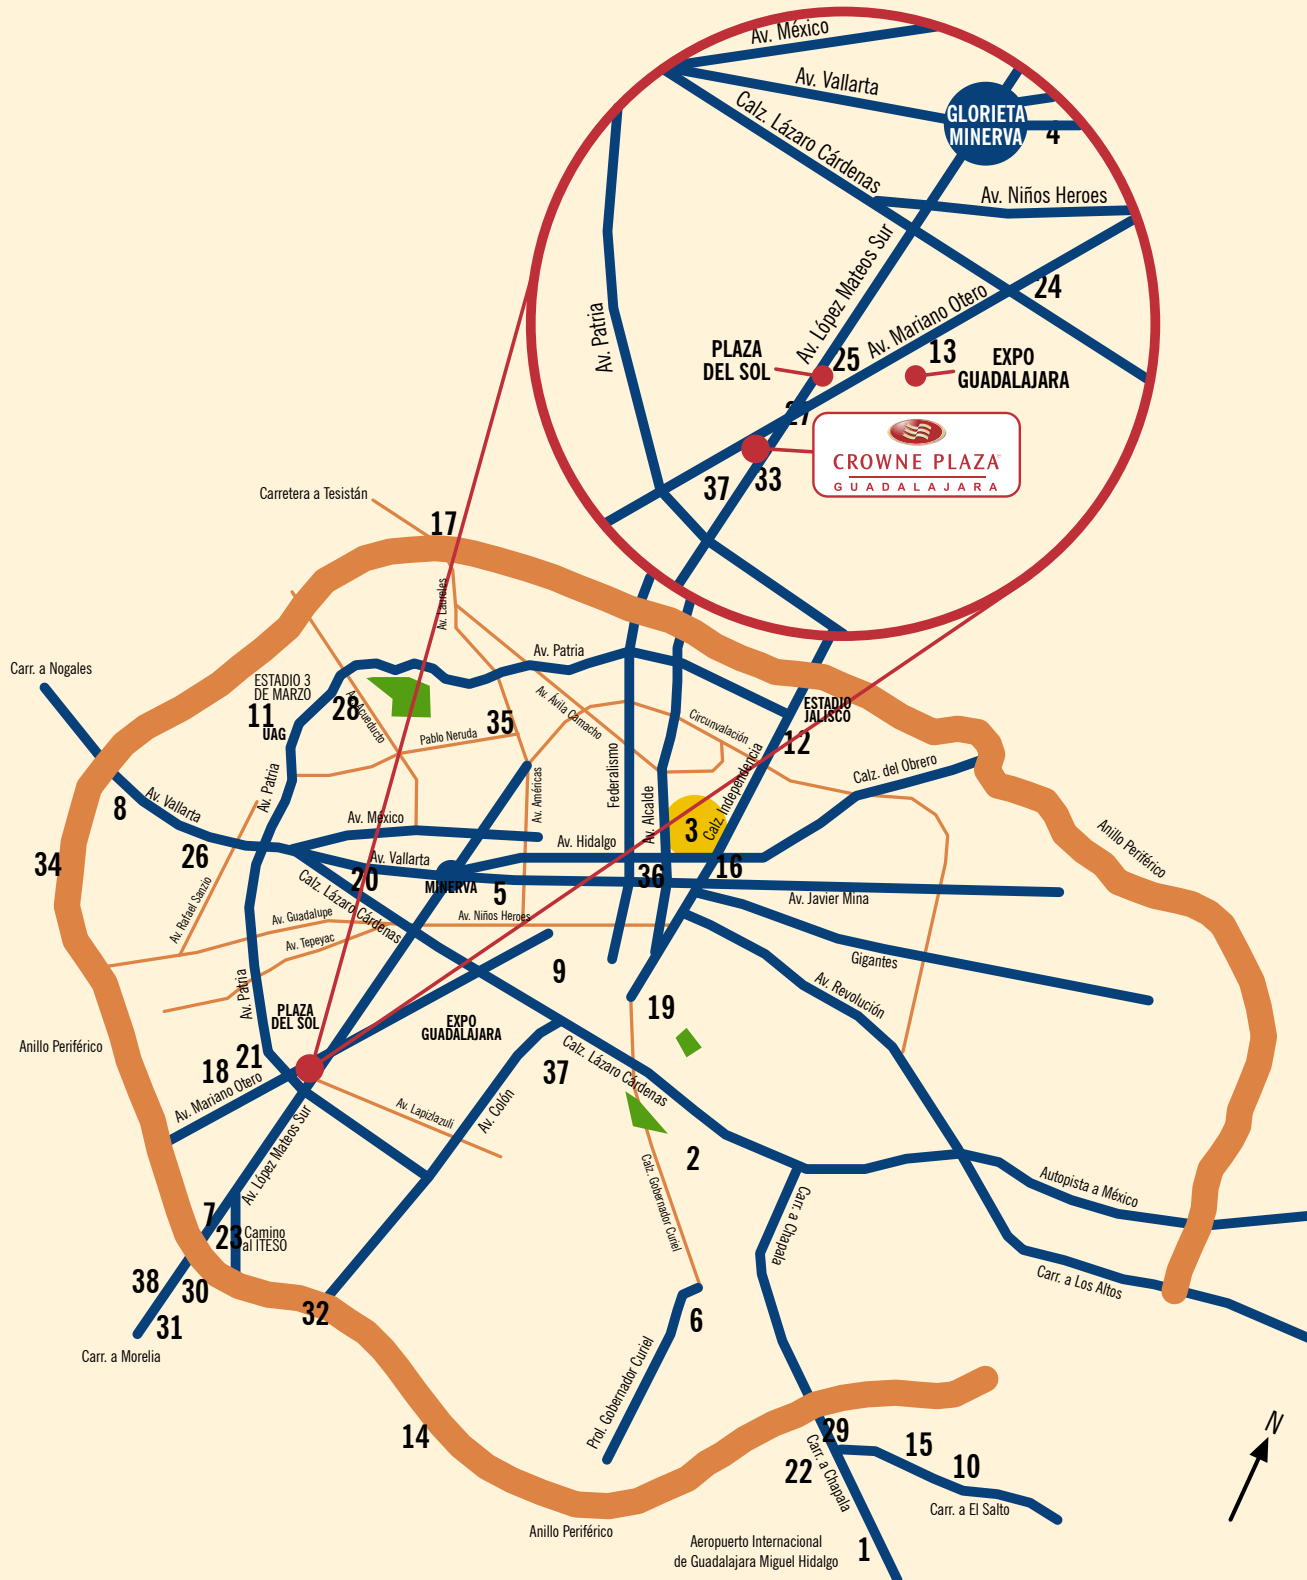 Av. México
Av. Vallarta
GLORIETA
MINERVA
4
Calz. Lázaro Cárdenas
Av. Niños Heroes
Av. López Mateos Sur
24
Av. Patria
Av. Mariano Otero
PLAZA
DEL SOL
25
13
EXPO
GUADALAJARA
27
CROWNE PLAZA
GUADALAJARA
37
33
Carretera a Tesistán
17
Av. Laureles
Av. Patria
Carr. a Nogales
ESTADIO 3
DE MARZO
11
UAG
28
Av. Acueducto
Pablo Neruda
35
Av. Ávila Camacho
Circunvalación
ESTADIO
JALISCO
12
Federalismo
Av. Alcalde
Calz. Independencia
Calz. del Obrero
Av. Patria
Av. Américas
8
Av. Vallarta
26
Av. México
Av. Hidalgo
3
Anillo Periférico
34
Av. Vallarta
20
MINERVA
5
36
16
Av. Javier Mina
Av. Rafael Sanzio
Calz. Lázaro Cárdenas
Av. Guadalupe
Av. Niños Heroes
Av. Tepeyac
Gigantes
9
Av. Patria
Av. Revolución
19
PLAZA
DEL SOL
EXPO
GUADALAJARA
Anillo Periférico
21
18
Av. Mariano Otero
37
Calz. Lázaro Cárdenas
Av. Lapizlazuli
Av. Colón
Av. López Mateos Sur
2
Calz. Gobernador Curiel
Autopista a México
Carr. a Chapala
7
23
Camino
al ITESO
38
30
31
32
Carr. a Morelia
6
Carr. a Los Altos
Prol. Gobernador Curiel
14
29
22
Carr. a Chapala
15
10
Carr. a El Salto
N
Anillo Periférico
Aeropuerto Internacional
de Guadalajara Miguel Hidalgo
1